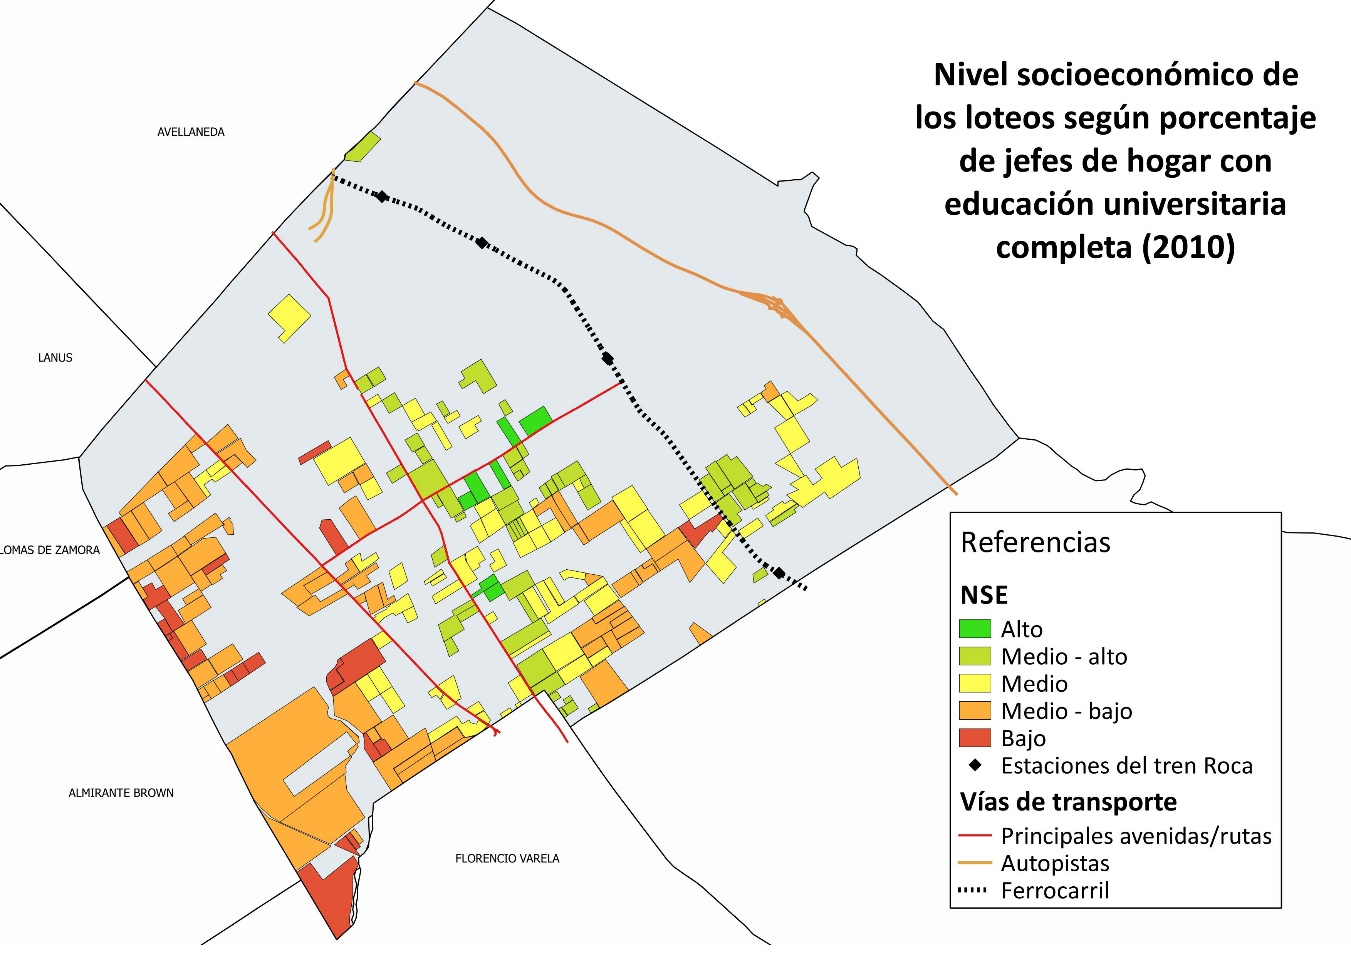 Nivel socioeconómico de
los loteos según porcentaje
de jefes de hogar con
educación universitaria
completa (2010)
AVELLANEDA
LANUS
LOMAS DE ZAMORA
ALMIRANTE BROWN
FLORENCIO VARELA
Referencias
NSE
Alto
Medio - alto
Medio
Medio - bajo
Bajo
Estaciones del tren Roca
Vías de transporte
Principales avenidas/rutas
Autopistas
Ferrocarril